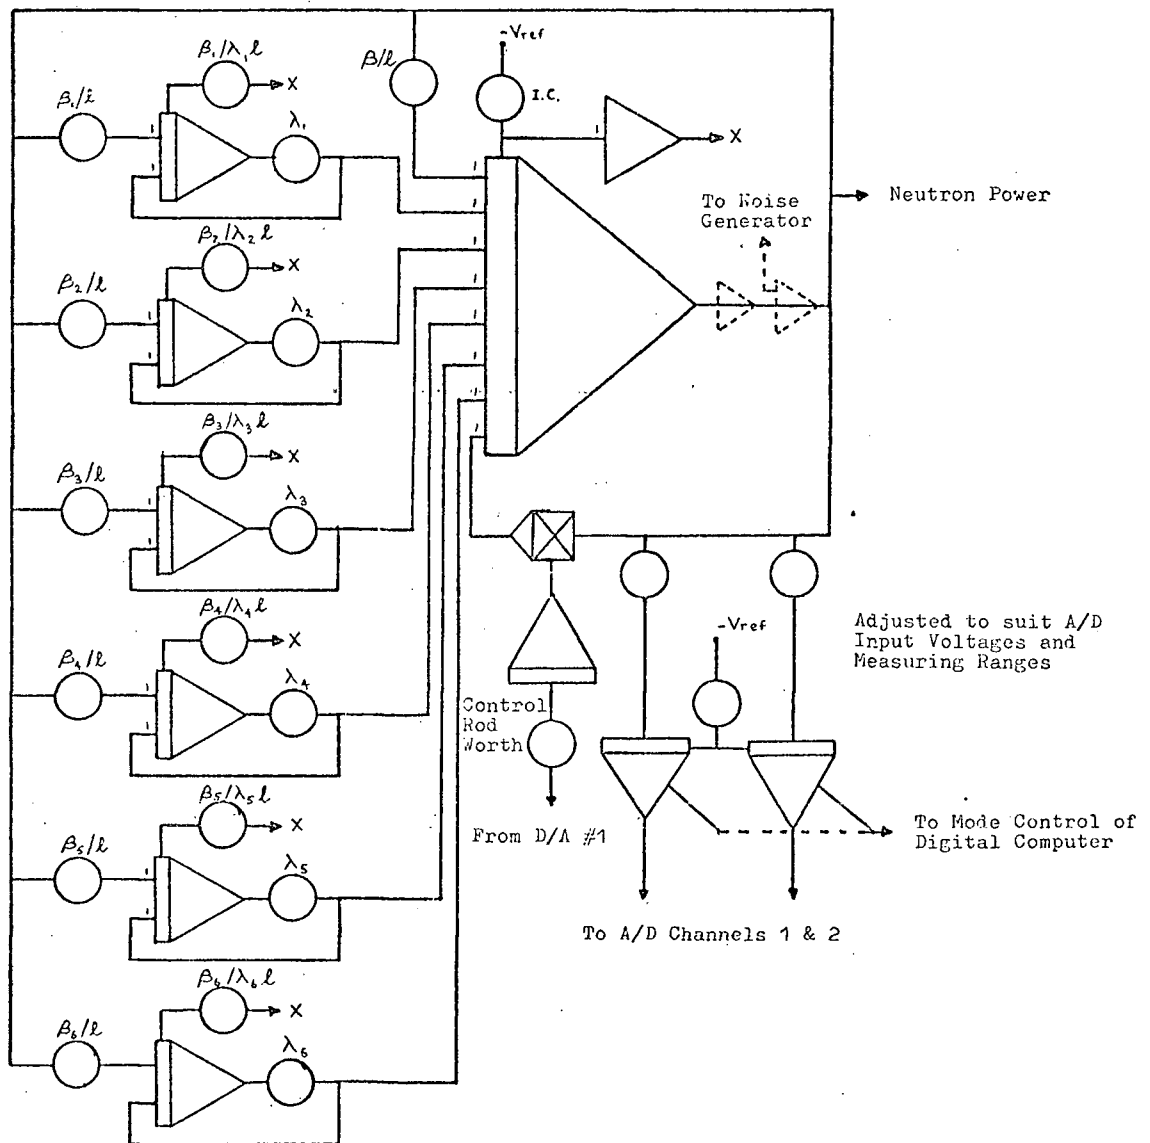 β₁/λ₁ℓ
X
β₁/ℓ
λ₁
β/ℓ
-Vref
I.C.
X
To Noise
Generator
Neutron Power
β₂/λ₂ℓ
X
β₂/ℓ
λ₂
β₃/λ₃ℓ
X
β₃/ℓ
λ₃
β₄/λ₄ℓ
X
β₄/ℓ
λ₄
Control
Rod
Worth
From D/A #1
-Vref
Adjusted to suit A/D
Input Voltages and
Measuring Ranges
To Mode Control of
Digital Computer
To A/D Channels 1 & 2
β₅/λ₅ℓ
X
β₅/ℓ
λ₅
β₆/λ₆ℓ
X
β₆/ℓ
λ₆